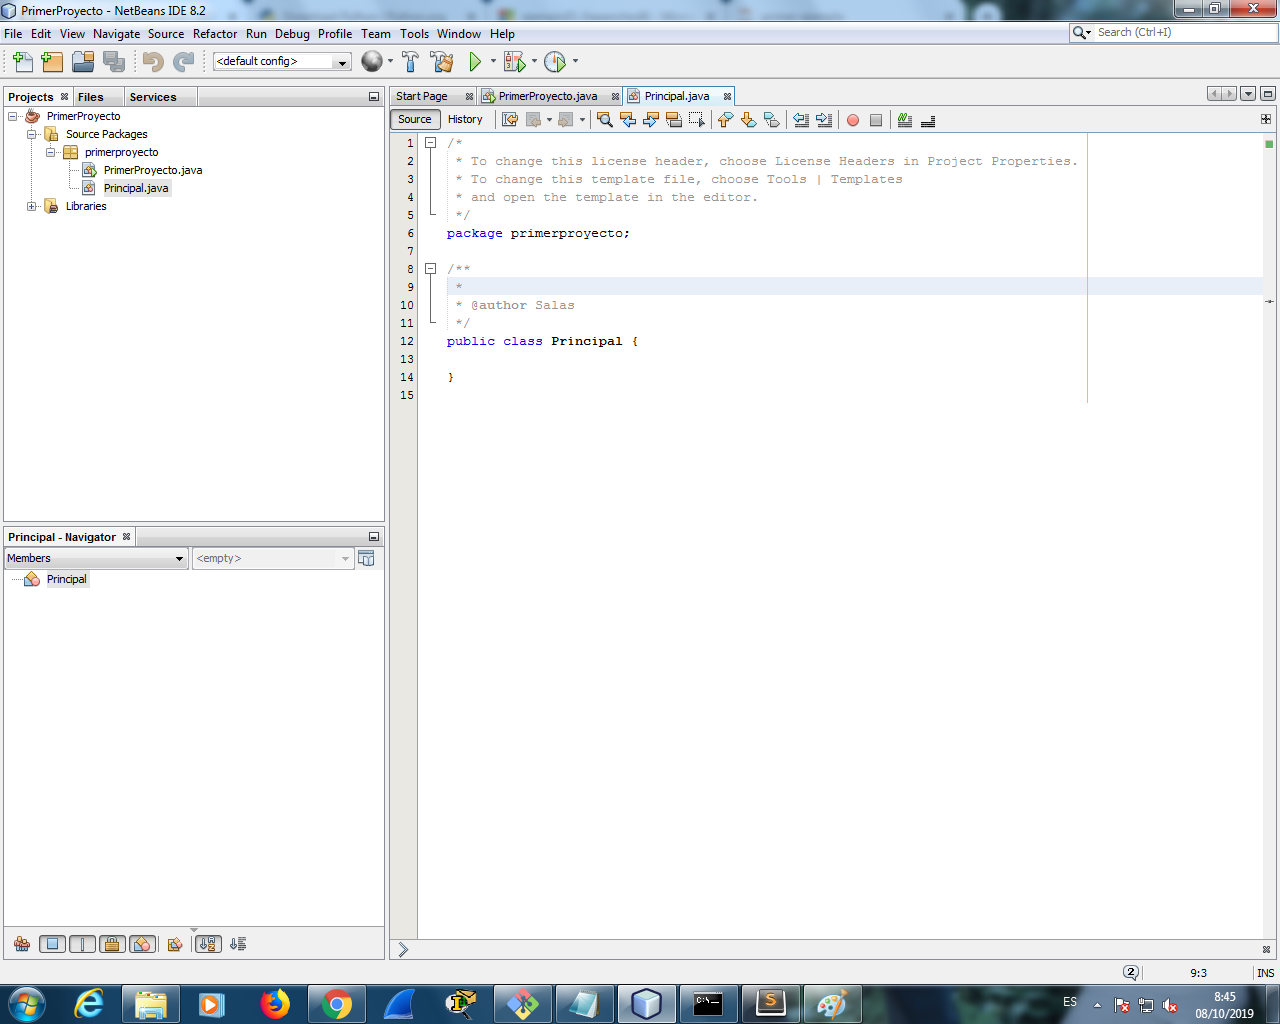 PrimerProyecto - NetBeans IDE 8.2
File Edit View Navigate Source Refactor Run Debug Profile Team Tools Window Help
Search (Ctrl+I)
<default config>
Projects Files Services
PrimerProyecto
Source Packages
primerproyecto
PrimerProyecto.java
Principal.java
Libraries
Principal - Navigator
Members
<empty>
Principal
Start Page PrimerProyecto.java Principal.java
Source History
1 /*
2 * To change this license header, choose License Headers in Project Properties.
3 * To change this template file, choose Tools | Templates
4 * and open the template in the editor.
5 */
6 package primerproyecto;
7
8 /**
9 *
10 * @author Salas
11 */
12 public class Principal {
13
14 }
15
2
9:3
INS
C:\_
ES
8:45
08/10/2019